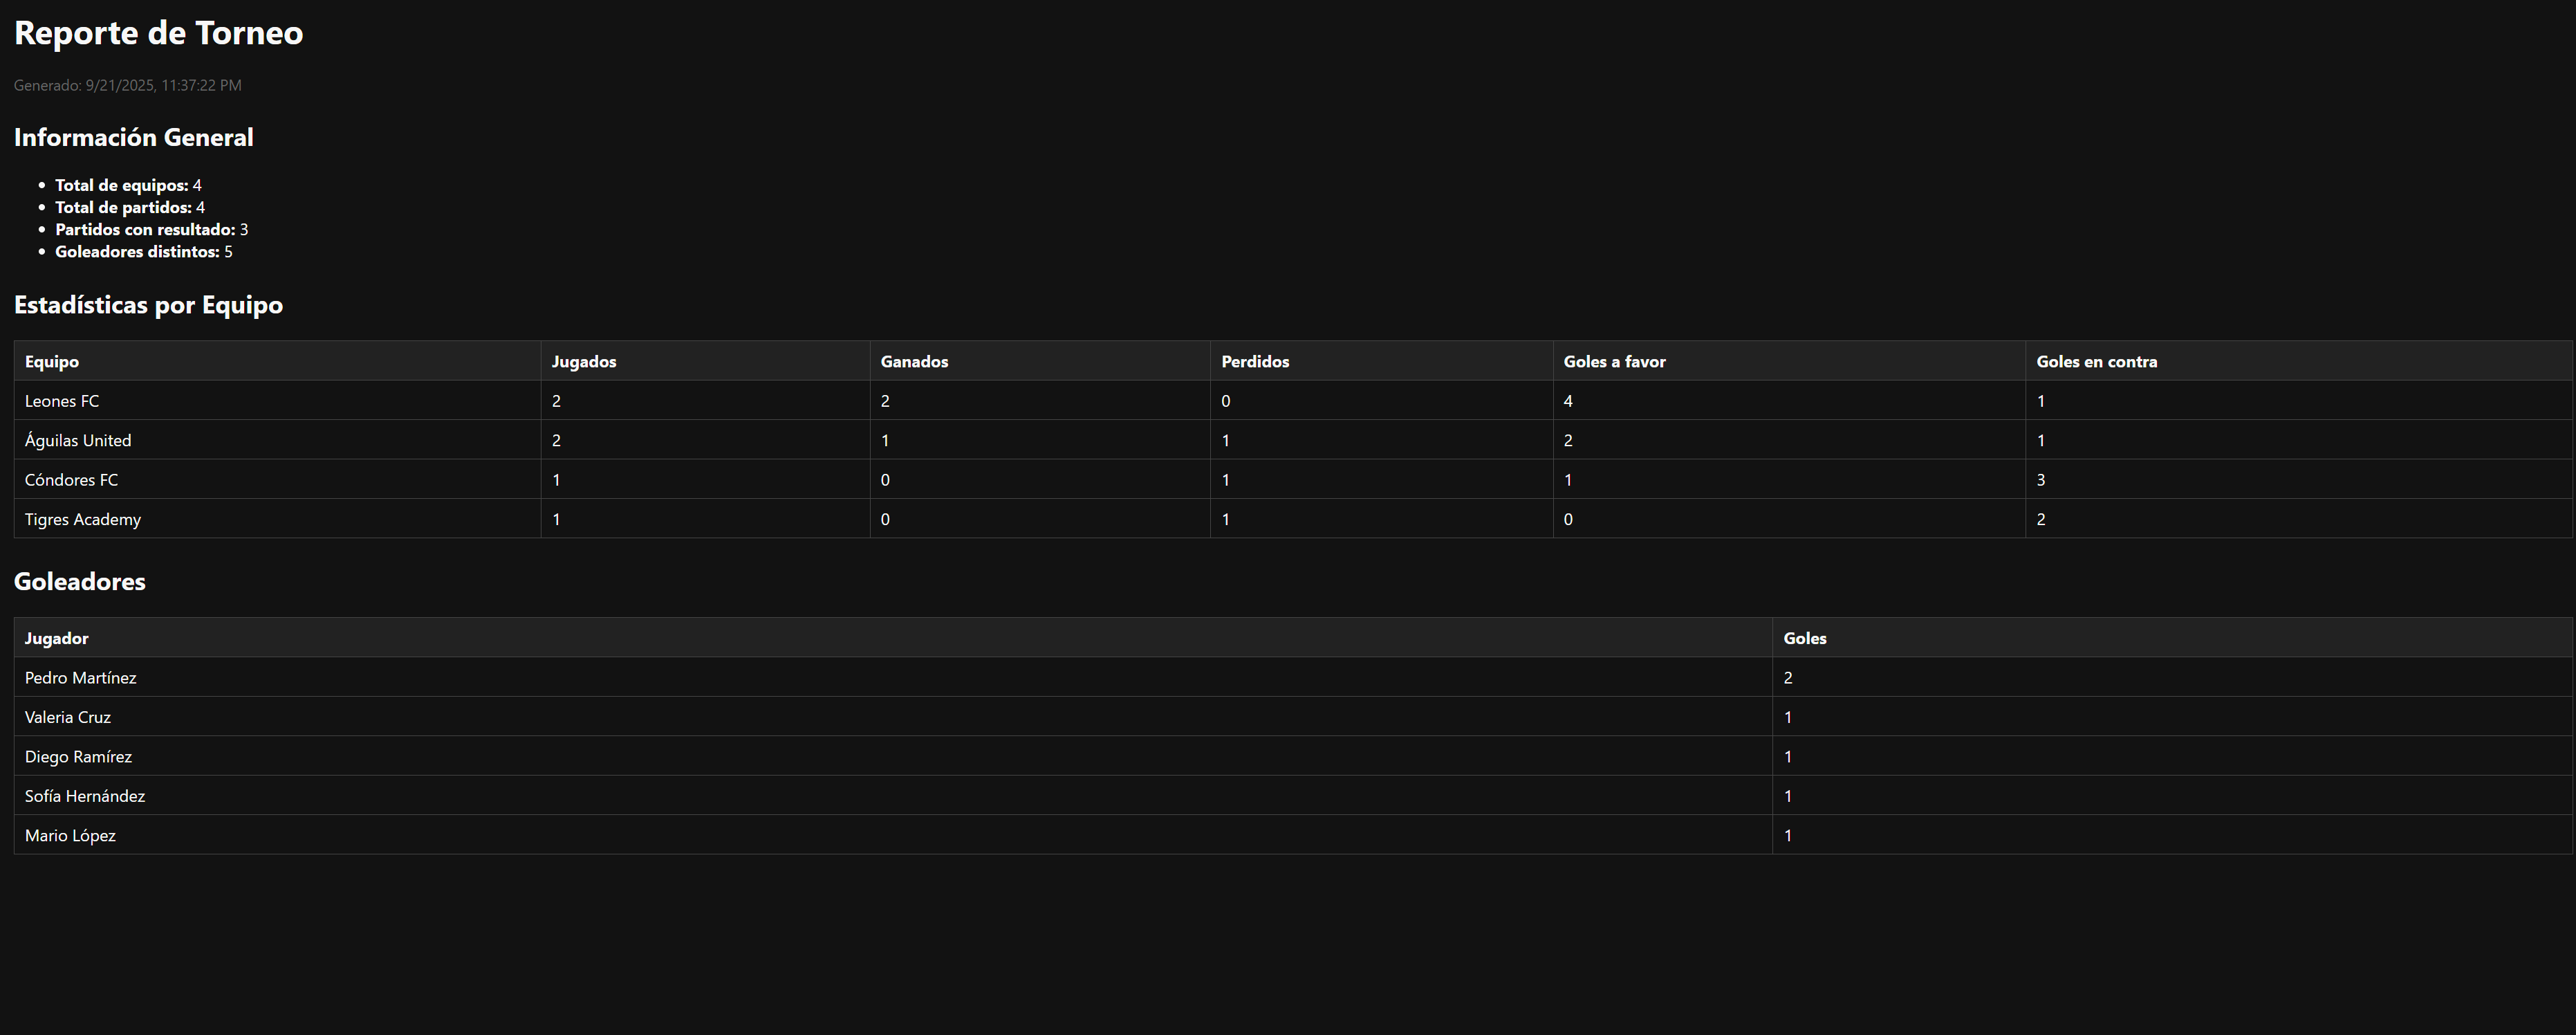 Reporte de Torneo
Generado: 9/21/2025, 11:37:22 PM
Información General
• Total de equipos: 4
• Total de partidos: 4
• Partidos con resultado: 3
• Goleadores distintos: 5
Estadísticas por Equipo
Equipo Jugados Ganados Perdidos Goles a favor Goles en contra
Leones FC 2 2 0 4 1
Águilas United 2 1 1 2 1
Cóndores FC 1 0 1 1 3
Tigres Academy 1 0 1 0 2
Goleadores
Jugador Goles
Pedro Martínez 2
Valeria Cruz 1
Diego Ramírez 1
Sofía Hernández 1
Mario López 1